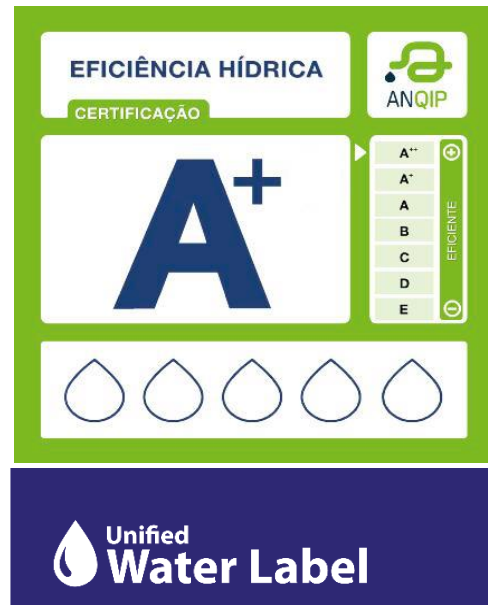 EFICIÊNCIA HÍDRICA
CERTIFICAÇÃO
ANQIP
A+
A++
A+
A
B
C
D
E
EFICIENTE
Unified
Water Label